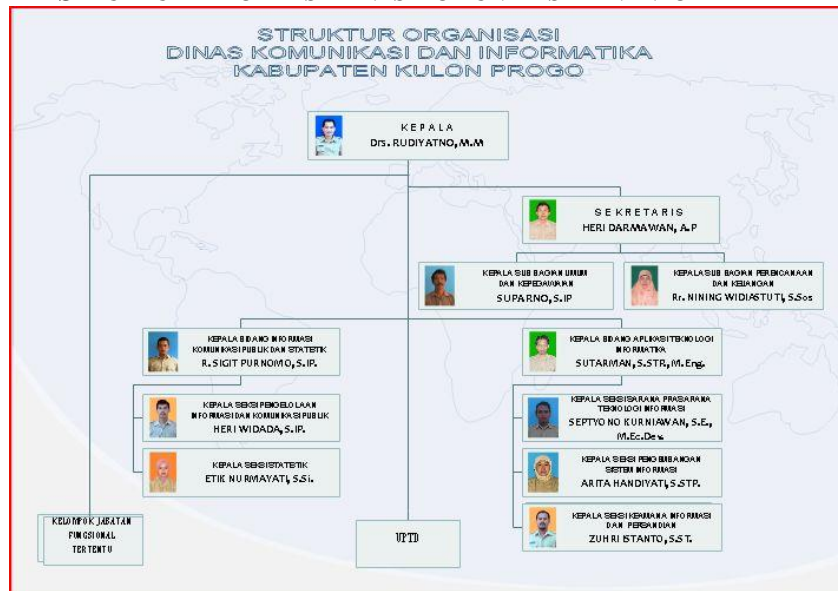 STRUKTUR ORGANISASI
DINAS KOMUNIKASI DAN INFORMATIKA
KABUPATEN KULON PROGO
KEPALA
Drs. RUDIYATNO, M.M
SEKRETARIS
HERI DARMAWAN, A.P
KEPALA SUB BAGIAN UMUM
DAN KEPEGAWAIAN
SUPARNO, S.IP
KEPALA SUB BAGIAN PERENCANAAN
DAN KEUANGAN
Rr. NINING WIDIASTUTI, S.Sos
KEPALA BIDANG INFORMASI
KOMUNIKASI PUBLIK DAN STATISTIK
R. SIGIT PURNOMO, S.IP.
KEPALA SEKSI PENGELOLAAN
INFORMASI DAN KOMUNIKASI PUBLIK
HERI WIDADA, S.IP.
KEPALA SEKSI STATISTIK
ETIK NURMAYATI, S.Si.
KEPALA BIDANG APLIKASI TEKNOLOGI
INFORMATIKA
SUTARMAN, S.STP., M.Eng.
KEPALA SEKSI SARANA PRASARANA
TEKNOLOGI INFORMASI
SEPTYONO KURNIAWAN, S.E.,
M.Ec.Dev.
KEPALA SEKSI PENGEMBANGAN
SISTEM INFORMASI
ARITA HANDIYATI, S.STP.
KEPALA SEKSI KEAMANA INFORMASI
DAN PERSANDIAN
ZUHRI ISTANTO, S.ST.
KELOMPOK JABATAN
FUNGSIONAL
TERTENTU
UPTD